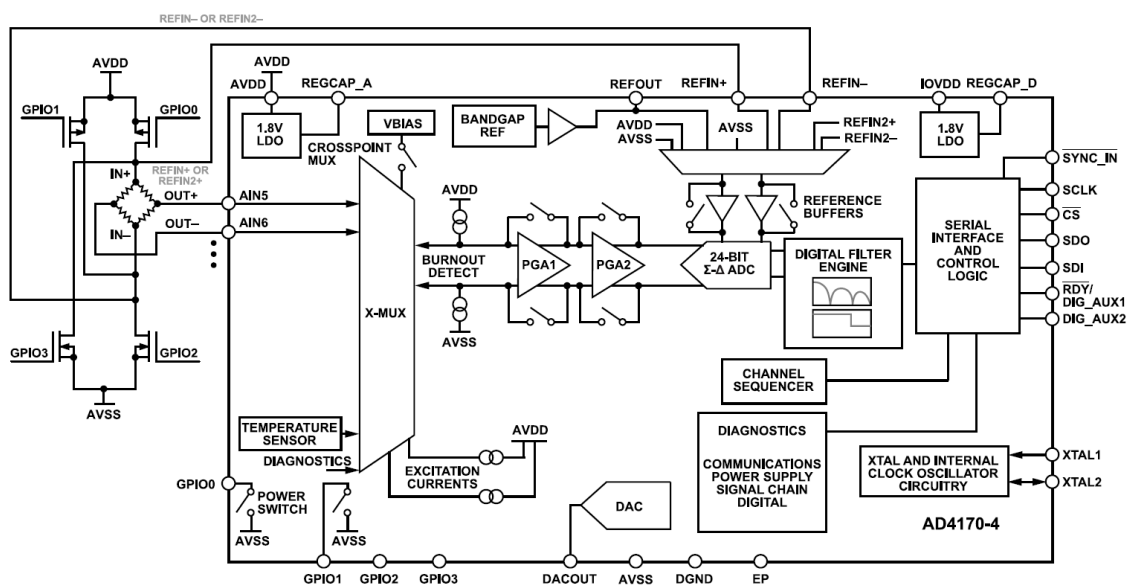 REFIN– OR REFIN2–
AVDD
GPIO1
GPIO0
IN+
REFIN+ OR
REFIN2+
OUT+
OUT–
IN–
GPIO3
GPIO2
AVSS
AVDD
AVDD
REGCAP_A
REFOUT
REFIN+
REFIN–
IOVDD
REGCAP_D
1.8V
LDO
VBIAS
CROSSPOINT
MUX
BANDGAP
REF
AVDD
AVSS
AVSS
REFIN2+
REFIN2–
1.8V
LDO
AIN5
AIN6
X-MUX
AVDD
BURNOUT
DETECT
AVSS
PGA1
PGA2
REFERENCE
BUFFERS
24-BIT
Σ-Δ ADC
DIGITAL FILTER
ENGINE
SERIAL
INTERFACE
AND
CONTROL
LOGIC
SYNC_IN
SCLK
CS
SDO
SDI
RDY/
DIG_AUX1
DIG_AUX2
CHANNEL
SEQUENCER
TEMPERATURE
SENSOR
DIAGNOSTICS
EXCITATION
CURRENTS
AVDD
DIAGNOSTICS
COMMUNICATIONS
POWER SUPPLY
SIGNAL CHAIN
DIGITAL
XTAL AND INTERNAL
CLOCK OSCILLATOR
CIRCUITRY
XTAL1
XTAL2
GPIO0
POWER
SWITCH
AVSS
AVSS
DAC
AD4170-4
GPIO1
GPIO2
GPIO3
DACOUT
AVSS
DGND
EP